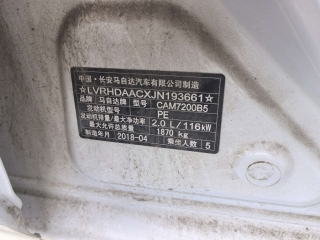 中国·长安马自达汽车有限公司制造
☆LVRHDAACXJN193661☆
品牌 马自达牌 型号 CAM7200B5
发动机型号 PE
发动机排量与最大净功率 2.0 L/116kW
最大允许总质量 1870 kg
制造年月 2018-04 乘坐人数 5